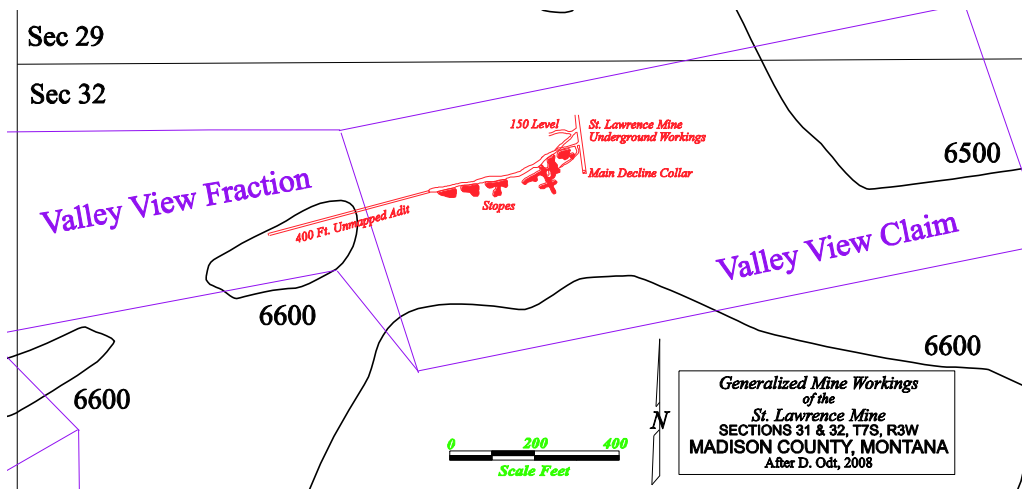 Sec 29
Sec 32
150 Level
St. Lawrence Mine
Underground Workings
6500
Main Decline Collar
Valley View Fraction
Stopes
400 Ft. Unmapped Adit
Valley View Claim
6600
6600
6600
Generalized Mine Workings
of the
St. Lawrence Mine
SECTIONS 31 & 32, T7S, R3W
MADISON COUNTY, MONTANA
After D. Odt, 2008
N
0 200 400
Scale Feet